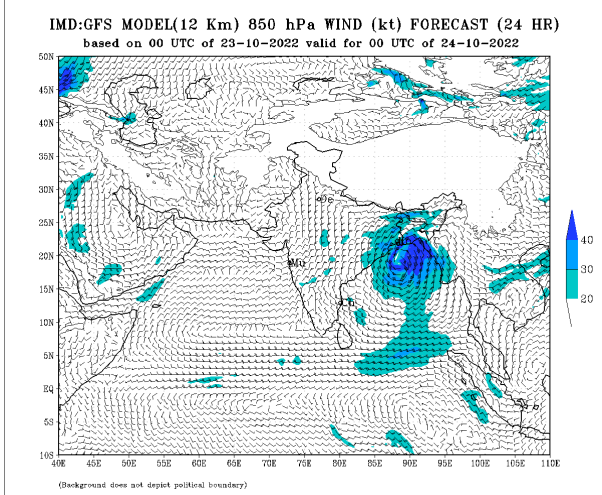 IMD:GFS MODEL(12 Km) 850 hPa WIND (kt) FORECAST (24 HR)
based on 00 UTC of 23-10-2022 valid for 00 UTC of 24-10-2022
50N
45N
40N
35N
30N
25N
20N
15N
10N
5N
EQ
5S
10S
40E 45E 50E 55E 60E 65E 70E 75E 80E 85E 90E 95E 100E 105E 110E
De
Mu
40
30
20
(Background does not depict political boundary)